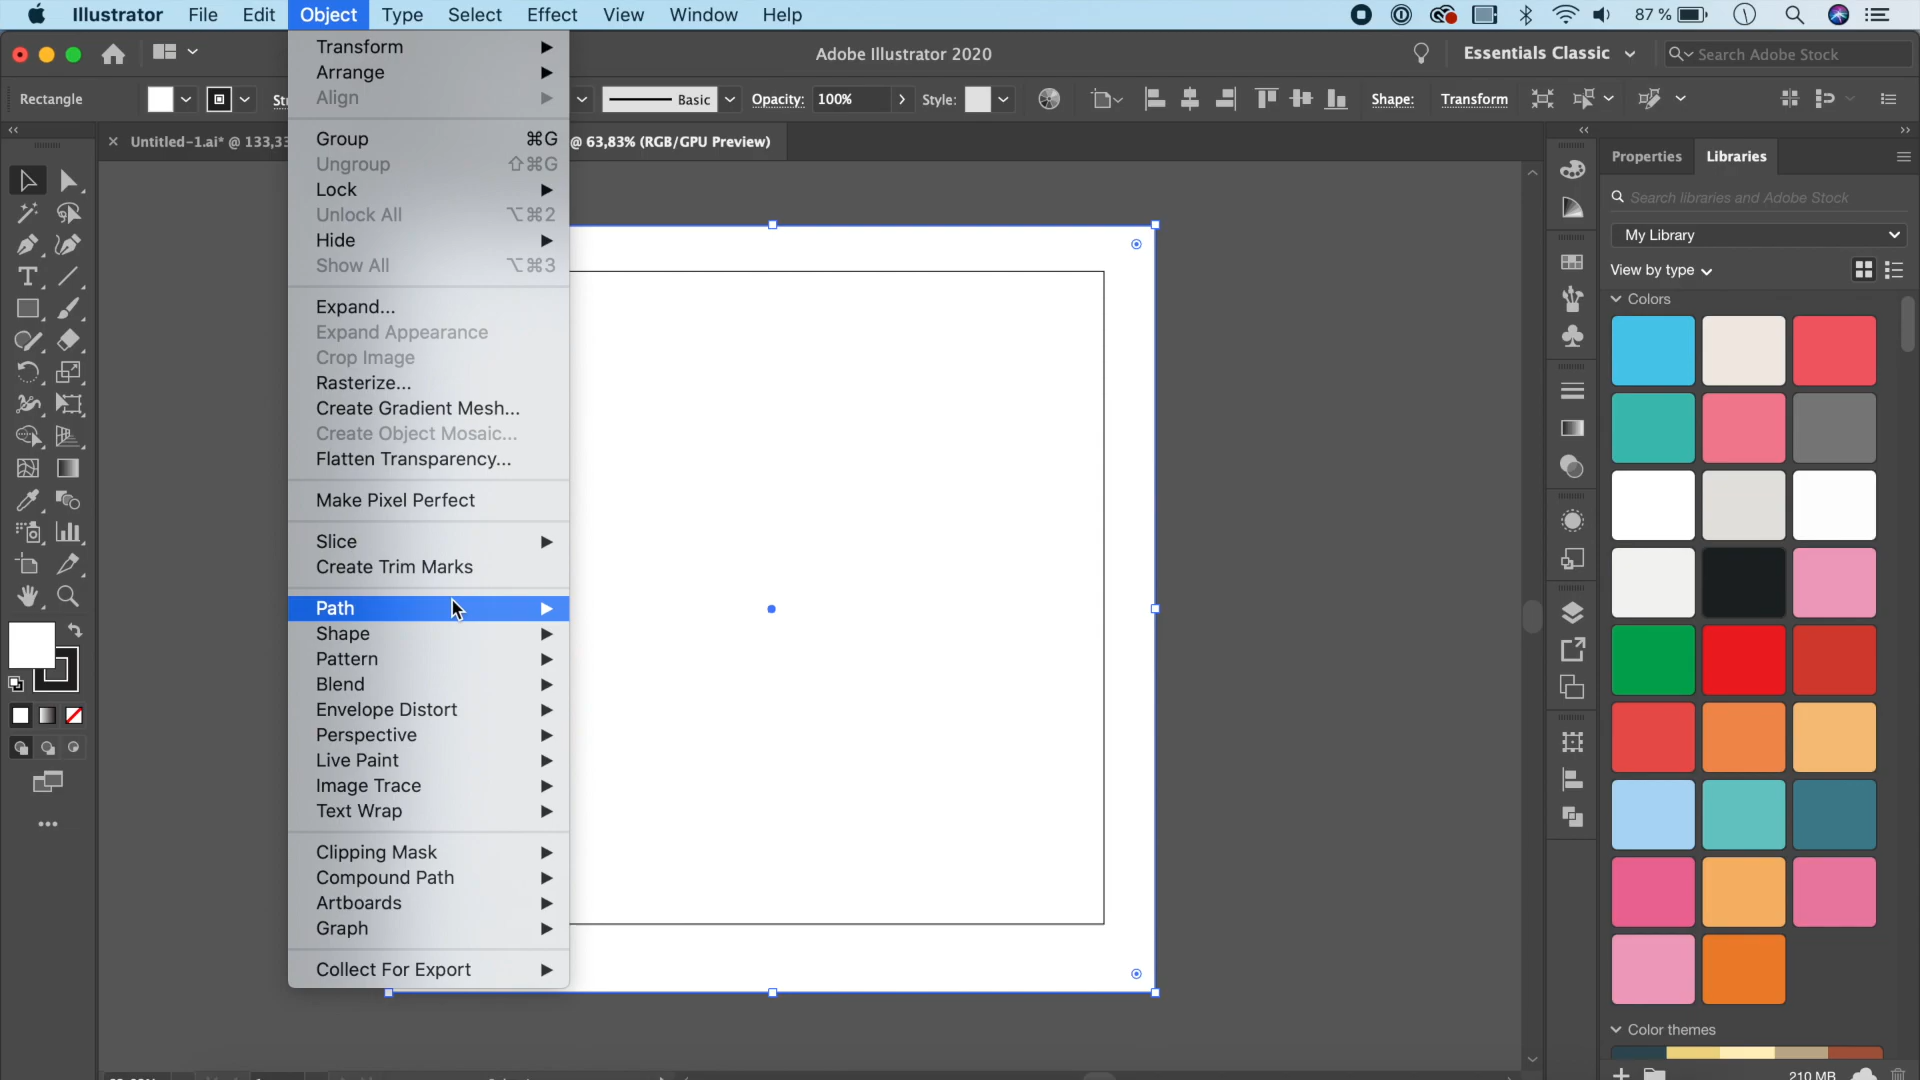 Illustrator File Edit Object Type Select Effect View Window Help 87 %
Adobe Illustrator 2020 Essentials Classic Search Adobe Stock
Rectangle Basic Opacity: 100% Style: Shape: Transform
Untitled-1.ai* @ 133,33 @ 63,83% (RGB/GPU Preview)
Transform
Arrange
Align
Group ⌘G
Ungroup ⇧⌘G
Lock
Unlock All ⌥⌘2
Hide
Show All ⌥⌘3
Expand...
Expand Appearance
Crop Image
Rasterize...
Create Gradient Mesh...
Create Object Mosaic...
Flatten Transparency...
Make Pixel Perfect
Slice
Create Trim Marks
Path
Shape
Pattern
Blend
Envelope Distort
Perspective
Live Paint
Image Trace
Text Wrap
Clipping Mask
Compound Path
Artboards
Graph
Collect For Export
Properties Libraries
Search libraries and Adobe Stock
My Library
View by type
Colors
Color themes
210 MB